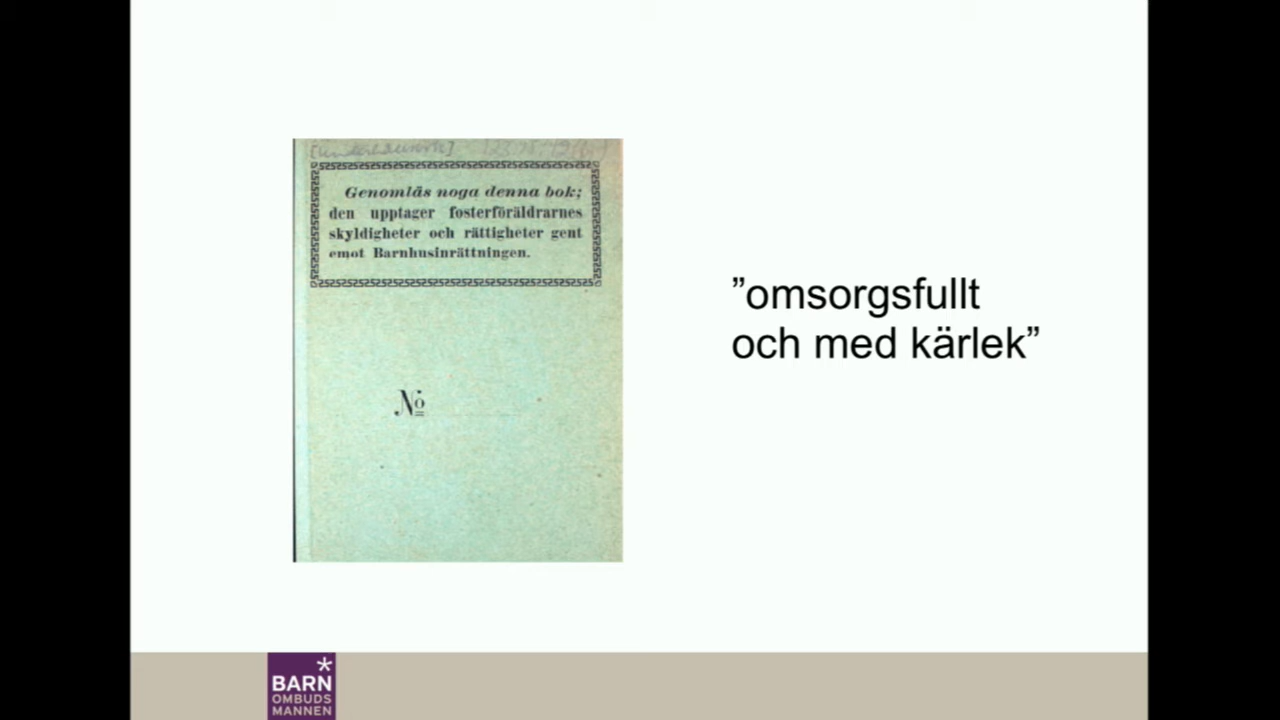 Genomläs noga denna bok;
den upptager fosterföräldrarnes
skyldigheter och rättigheter gent
emot Barnhusinrättningen.
No
”omsorgsfullt
och med kärlek”
BARN
OMBUDS
MANNEN